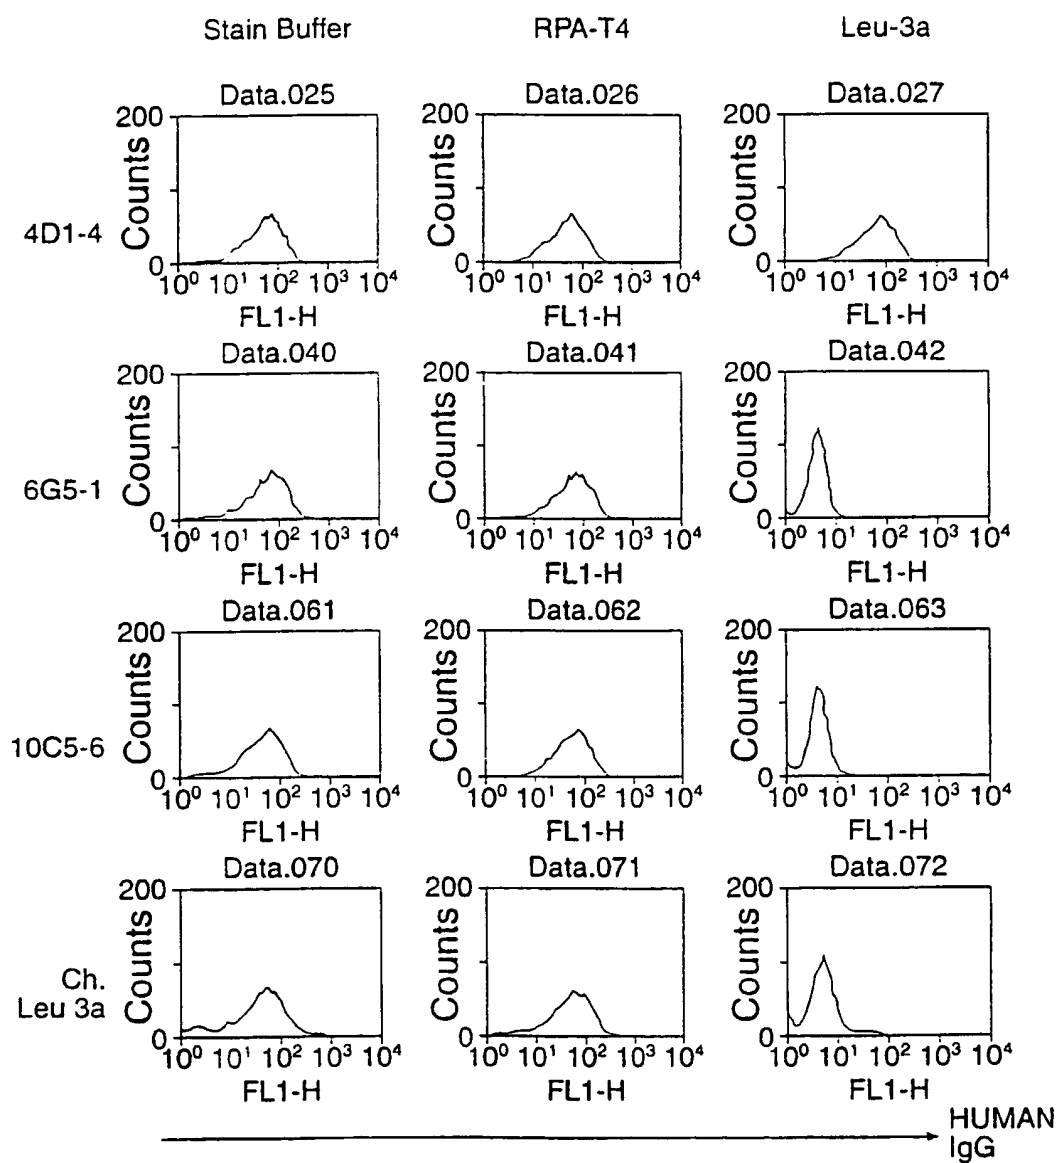 Stain Buffer RPA-T4 Leu-3a
Data.025 Data.026 Data.027
200 200 200
Counts Counts Counts
4D1-4
0 0 0
10⁰ 10¹ 10² 10³ 10⁴ 10⁰ 10¹ 10² 10³ 10⁴ 10⁰ 10¹ 10² 10³ 10⁴
FL1-H FL1-H FL1-H
Data.040 Data.041 Data.042
200 200 200
Counts Counts Counts
6G5-1
0 0 0
10⁰ 10¹ 10² 10³ 10⁴ 10⁰ 10¹ 10² 10³ 10⁴ 10⁰ 10¹ 10² 10³ 10⁴
FL1-H FL1-H FL1-H
Data.061 Data.062 Data.063
200 200 200
Counts Counts Counts
10C5-6
0 0 0
10⁰ 10¹ 10² 10³ 10⁴ 10⁰ 10¹ 10² 10³ 10⁴ 10⁰ 10¹ 10² 10³ 10⁴
FL1-H FL1-H FL1-H
Data.070 Data.071 Data.072
200 200 200
Counts Counts Counts
Ch.
Leu 3a
0 0 0
10⁰ 10¹ 10² 10³ 10⁴ 10⁰ 10¹ 10² 10³ 10⁴ 10⁰ 10¹ 10² 10³ 10⁴
FL1-H FL1-H FL1-H
HUMAN
IgG